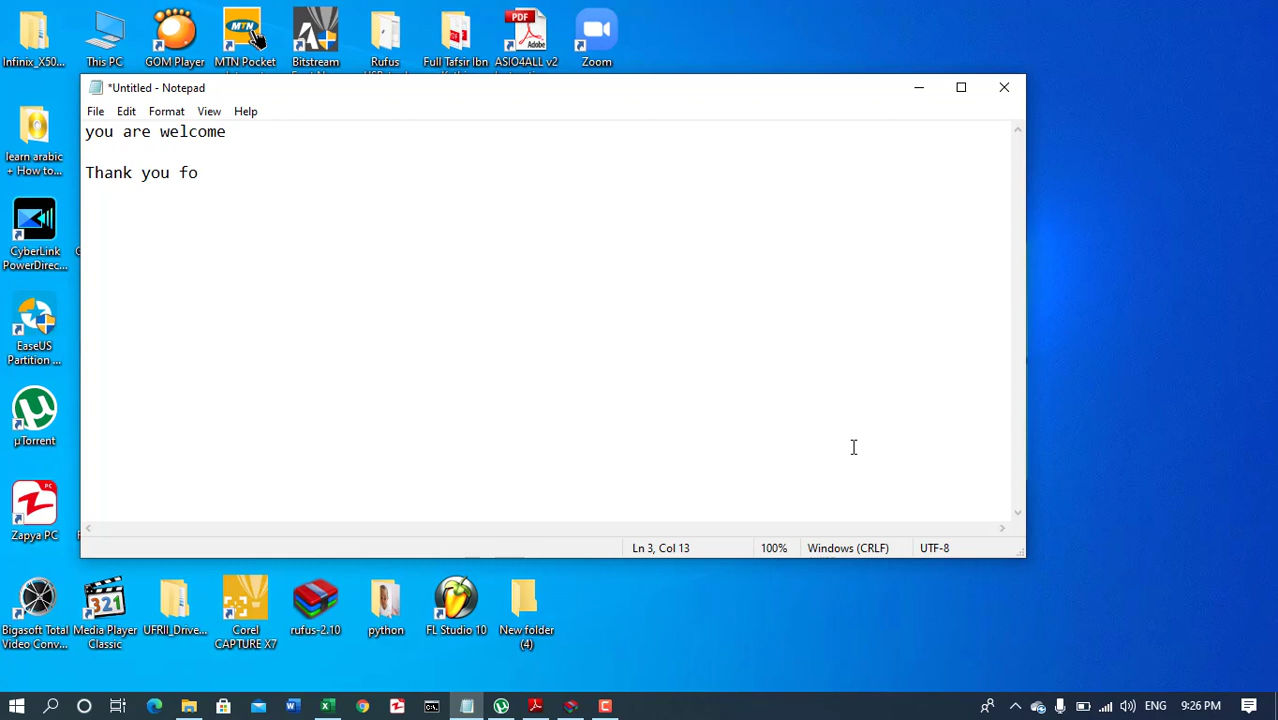 Infinix_X50...
This PC
GOM Player
MTN Pocket
Bitstream
Rufus
Full Tafsir Ibn
ASIO4ALL v2
Zoom
*Untitled - Notepad
File Edit Format View Help
you are welcome
Thank you fo
learn arabic
+ How to...
CyberLink
PowerDirec...
EaseUS
Partition ...
µTorrent
Zapya PC
Ln 3, Col 13 100% Windows (CRLF) UTF-8
Bigasoft Total
Video Conv...
Media Player
Classic
UFRII_Drive...
Corel
CAPTURE X7
rufus-2.10
python
FL Studio 10
New folder
(4)
ENG 9:26 PM